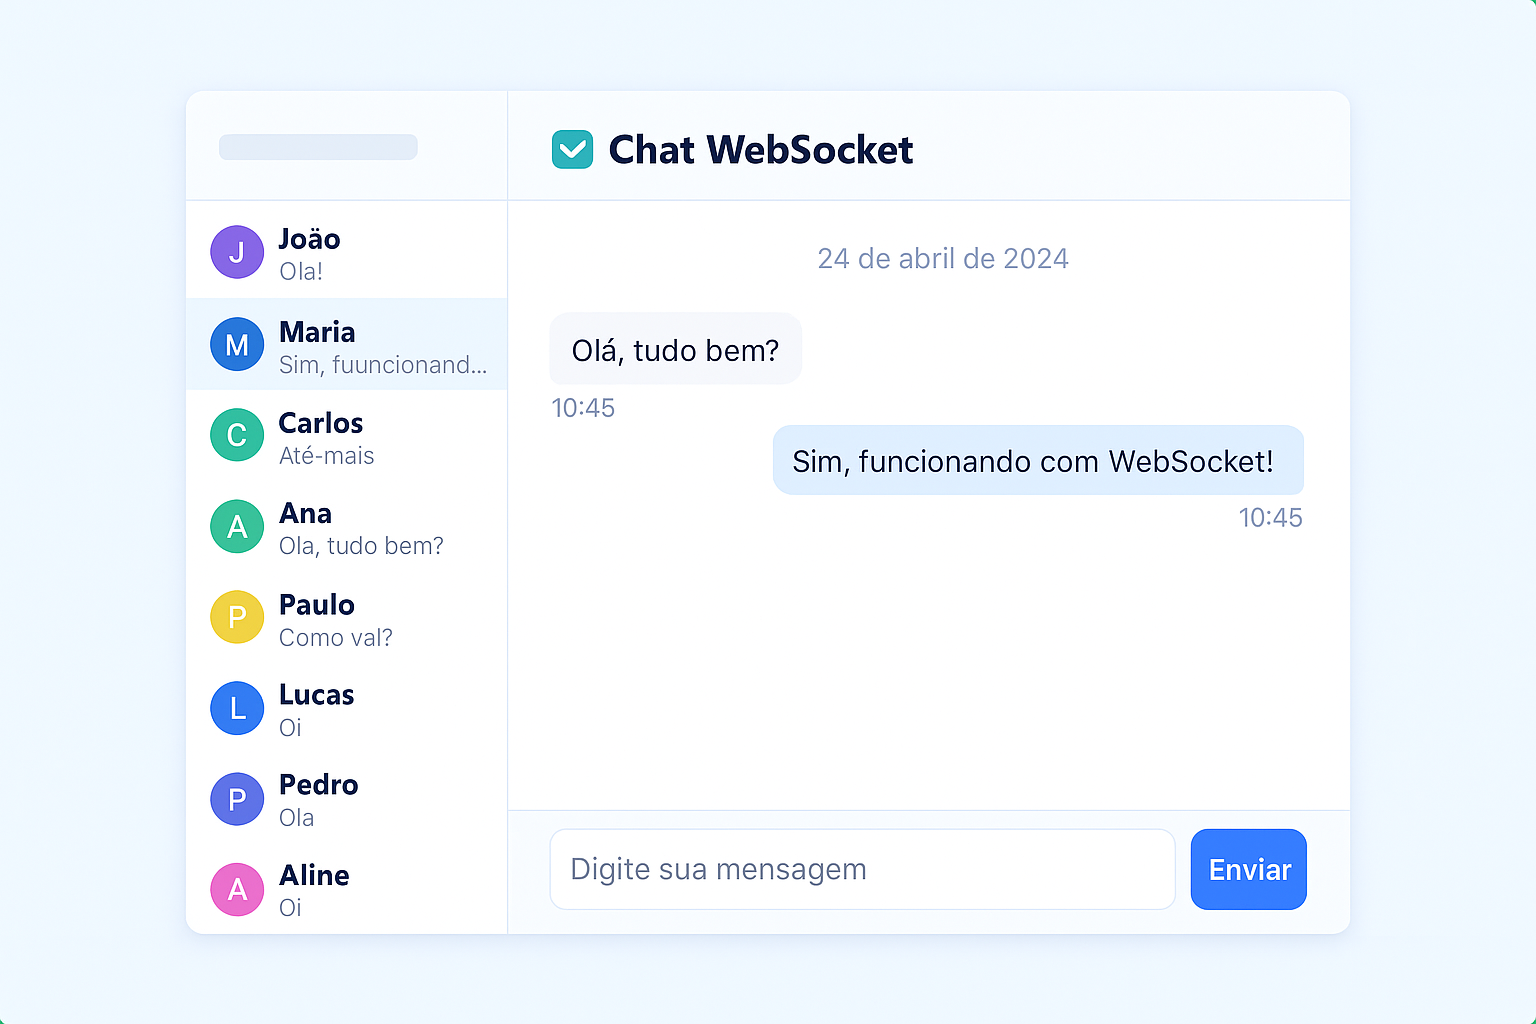 Chat WebSocket
J
Joäo
Ola!
M
Maria
Sim, fuuncionand...
C
Carlos
Até-mais
A
Ana
Ola, tudo bem?
P
Paulo
Como val?
L
Lucas
Oi
P
Pedro
Ola
A
Aline
Oi
24 de abril de 2024
Olá, tudo bem?
10:45
Sim, funcionando com WebSocket!
10:45
Digite sua mensagem
Enviar